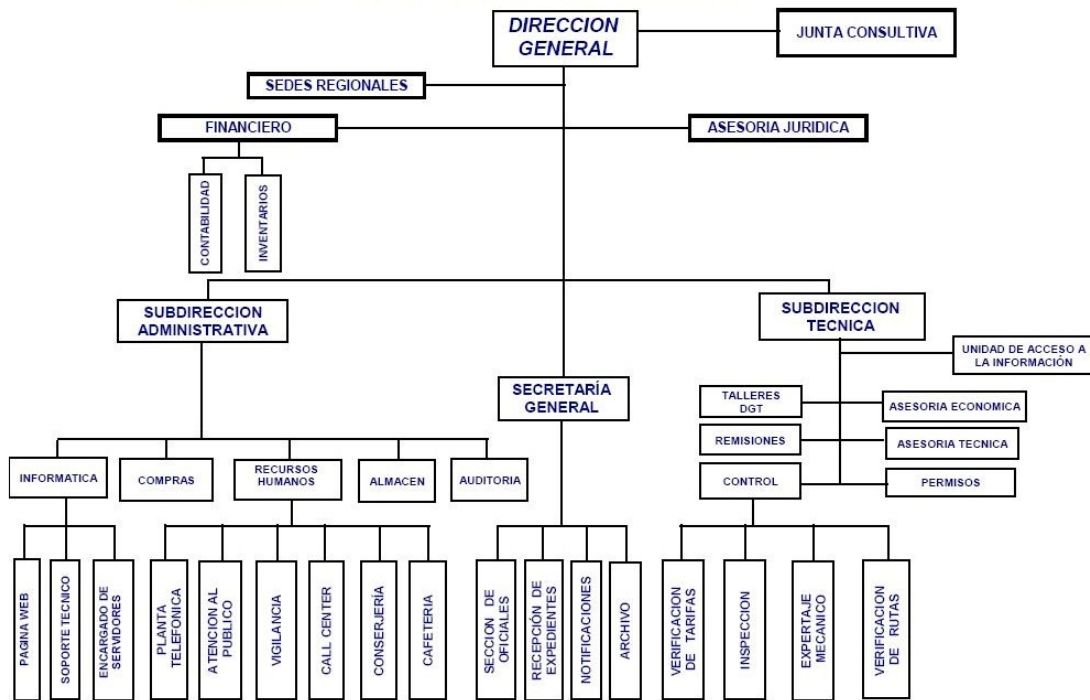 DIRECCION
GENERAL
JUNTA CONSULTIVA
SEDES REGIONALES
FINANCIERO
ASESORIA JURIDICA
CONTABILIDAD
INVENTARIOS
SUBDIRECCION
ADMINISTRATIVA
SUBDIRECCION
TECNICA
UNIDAD DE ACCESO A
LA INFORMACIÓN
SECRETARÍA
GENERAL
TALLERES
DGT
ASESORIA ECONOMICA
REMISIONES
ASESORIA TECNICA
CONTROL
PERMISOS
INFORMATICA
COMPRAS
RECURSOS
HUMANOS
ALMACEN
AUDITORIA
PAGINA WEB
SOPORTE TECNICO
ENCARGADO DE
SERVIDORES
PLANTA
TELEFONICA
ATENCION AL
PUBLICO
VIGILANCIA
CALL CENTER
CONSERJERÍA
CAFETERIA
SECCION DE
OFICIALES
RECEPCIÓN DE
EXPEDIENTES
NOTIFICACIONES
ARCHIVO
VERIFICACION
DE TARIFAS
INSPECCION
EXPERTAJE
MECANICO
VERIFICACION
DE RUTAS